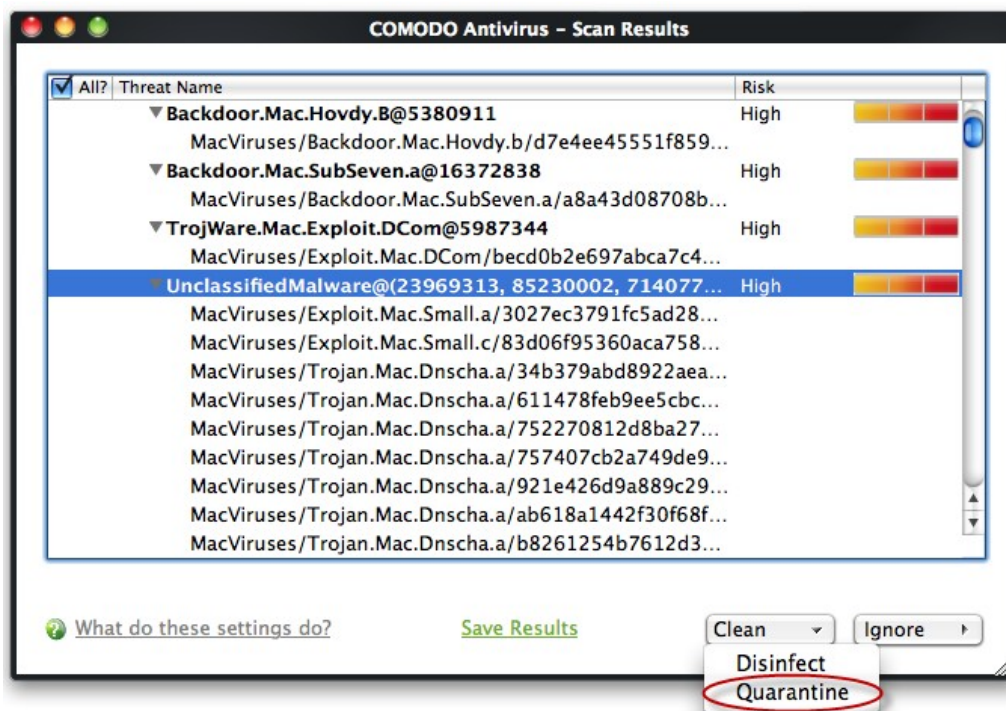 COMODO Antivirus – Scan Results
All? Threat Name Risk
Backdoor.Mac.Hovdy.B@5380911 High
MacViruses/Backdoor.Mac.Hovdy.b/d7e4ee45551f859...
Backdoor.Mac.SubSeven.a@16372838 High
MacViruses/Backdoor.Mac.SubSeven.a/a8a43d08708b...
TrojWare.Mac.Exploit.DCom@5987344 High
MacViruses/Exploit.Mac.DCom/becd0b2e697abca7c4...
UnclassifiedMalware@(23969313, 85230002, 714077... High
MacViruses/Exploit.Mac.Small.a/3027ec3791fc5ad28...
MacViruses/Exploit.Mac.Small.c/83d06f95360aca758...
MacViruses/Trojan.Mac.Dnscha.a/34b379abd8922aea...
MacViruses/Trojan.Mac.Dnscha.a/611478feb9ee5cbc...
MacViruses/Trojan.Mac.Dnscha.a/752270812d8ba27...
MacViruses/Trojan.Mac.Dnscha.a/757407cb2a749de9...
MacViruses/Trojan.Mac.Dnscha.a/921e426d9a889c29...
MacViruses/Trojan.Mac.Dnscha.a/ab618a1442f30f68f...
MacViruses/Trojan.Mac.Dnscha.a/b8261254b7612d3...
What do these settings do? Save Results Clean Ignore
Disinfect
Quarantine